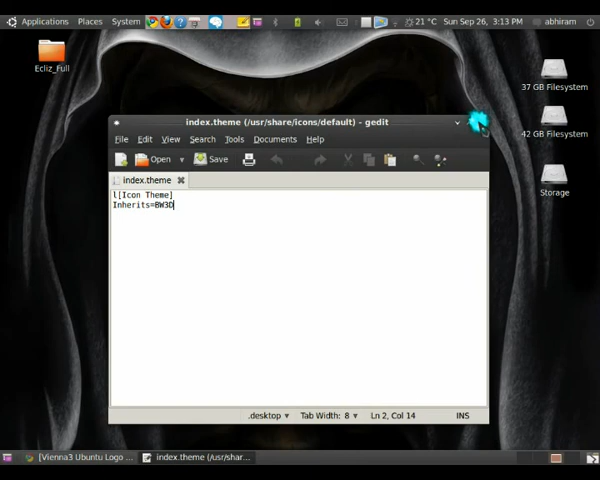 Applications Places System
21 °C Sun Sep 26, 3:13 PM abhiram
Ecliz_Full
37 GB Filesystem
42 GB Filesystem
Storage
index.theme (/usr/share/icons/default) - gedit
File Edit View Search Tools Documents Help
Open Save
index.theme
l[Icon Theme]
Inherits=BW3D
.desktop Tab Width: 8 Ln 2, Col 14 INS
[Vienna3 Ubuntu Logo ... index.theme (/usr/shar...